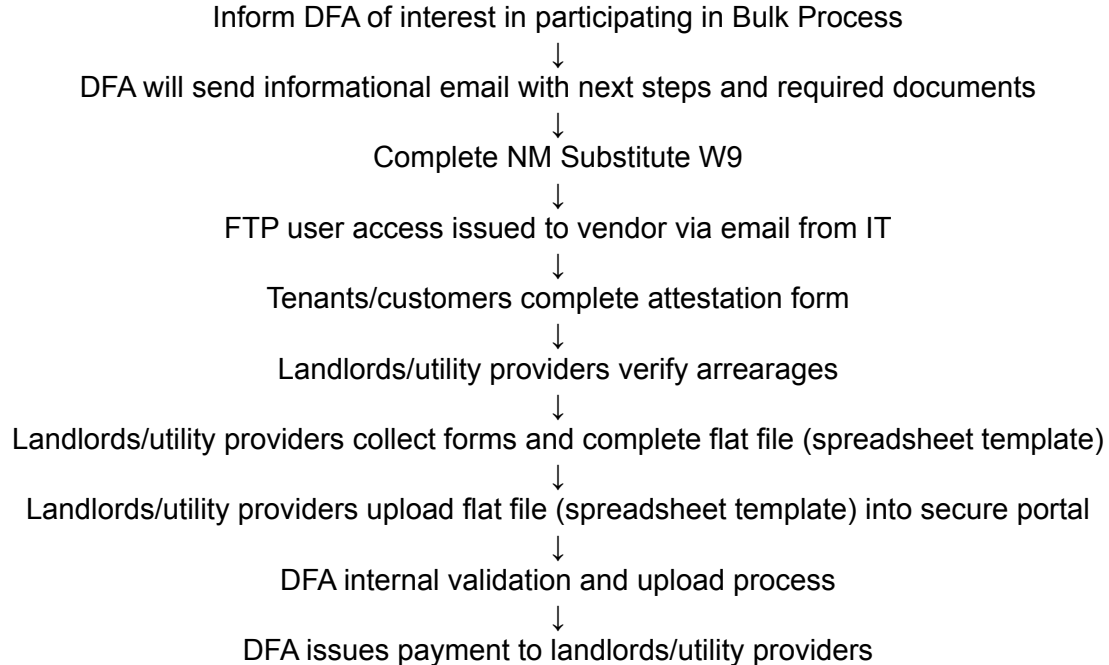 Inform DFA of interest in participating in Bulk Process
↓
DFA will send informational email with next steps and required documents
↓
Complete NM Substitute W9
↓
FTP user access issued to vendor via email from IT
↓
Tenants/customers complete attestation form
↓
Landlords/utility providers verify arrearages
↓
Landlords/utility providers collect forms and complete flat file (spreadsheet template)
↓
Landlords/utility providers upload flat file (spreadsheet template) into secure portal
↓
DFA internal validation and upload process
↓
DFA issues payment to landlords/utility providers